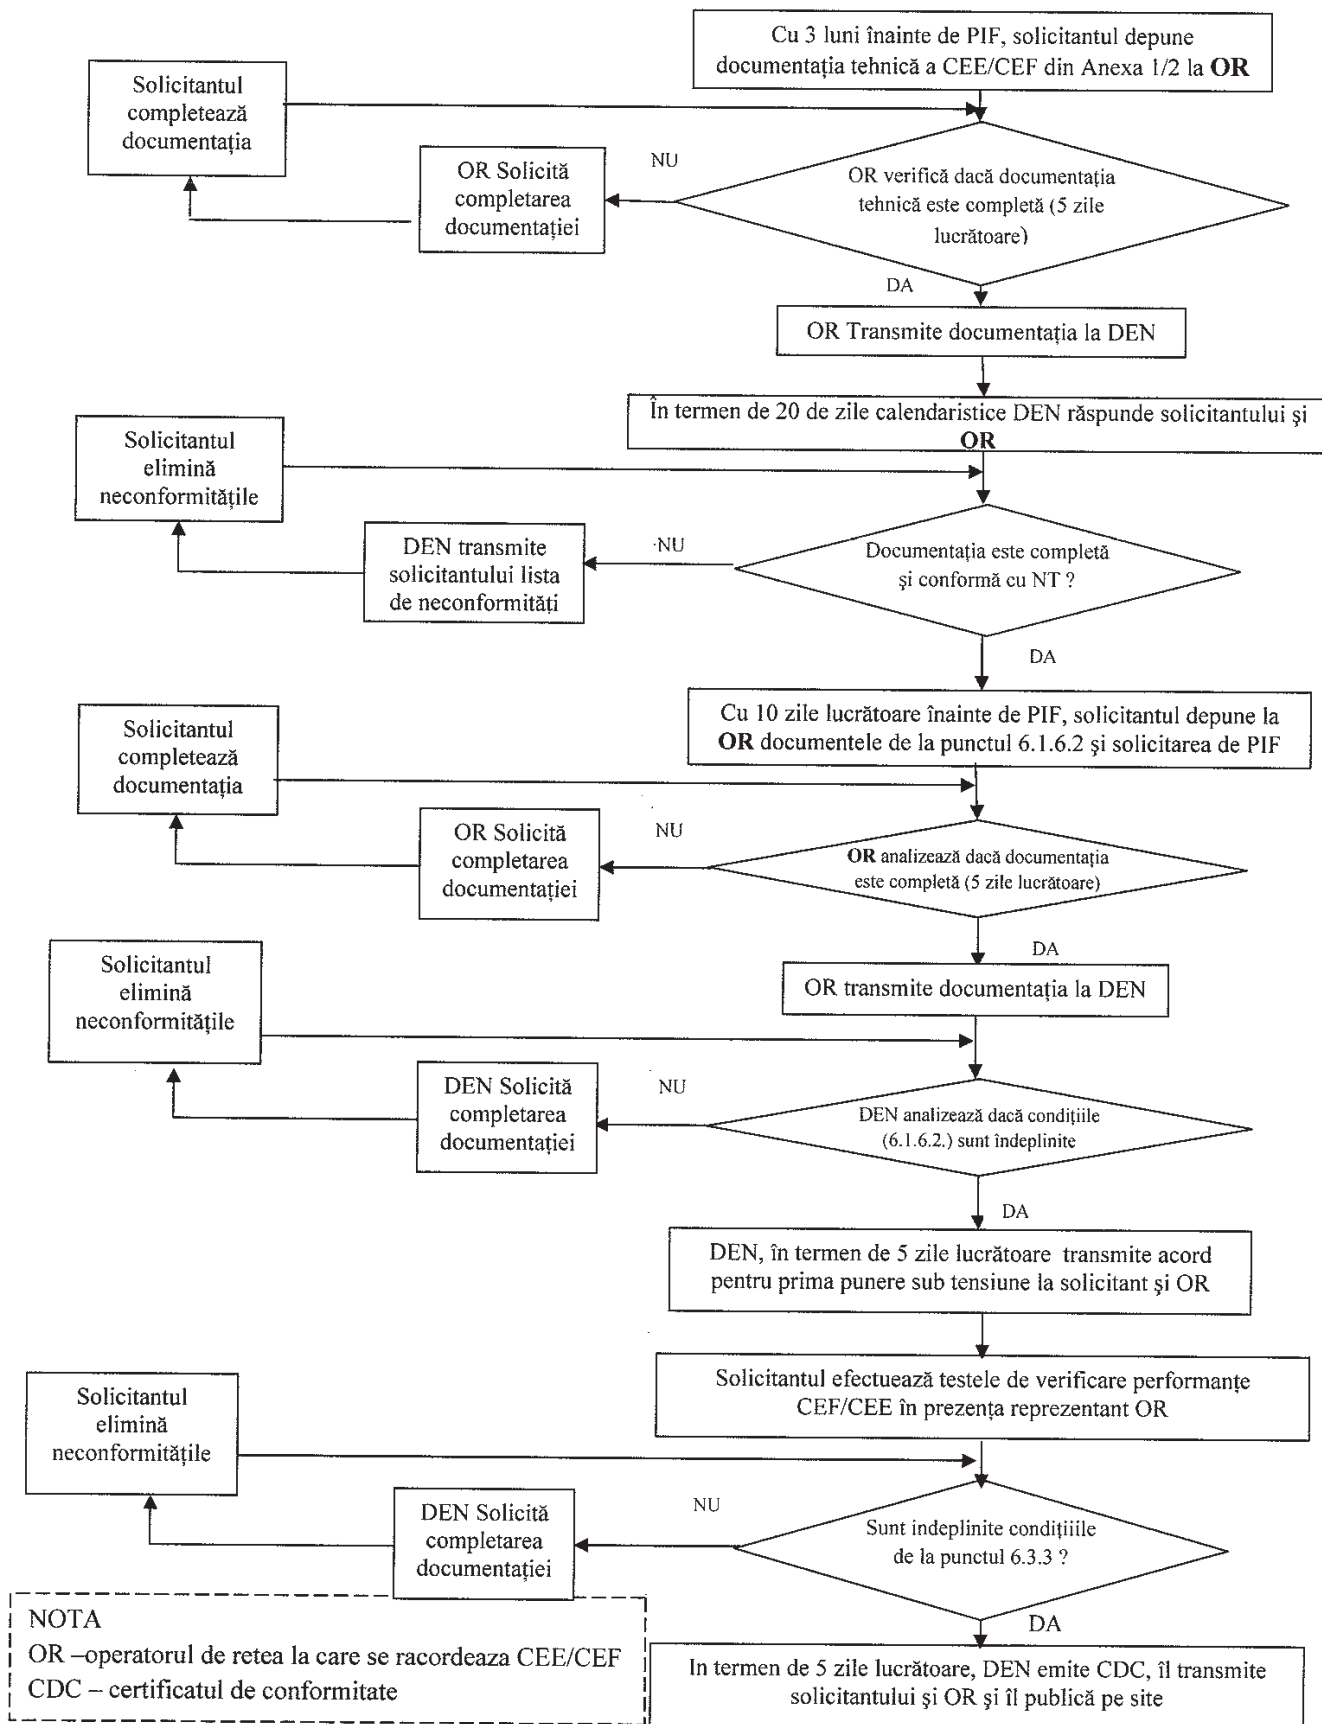 Cu 3 luni înainte de PIF, solicitantul depune
documentația tehnică a CEE/CEF din Anexa 1/2 la OR
Solicitantul
completează
documentația
NU
OR Solicită
completarea
documentației
OR verifică dacă documentația
tehnică este completă (5 zile
lucrătoare)
DA
OR Transmite documentația la DEN
În termen de 20 de zile calendaristice DEN răspunde solicitantului şi
OR
Solicitantul
elimină
neconformitățile
NU
DEN transmite
solicitantului lista
de neconformități
Documentația este completă
şi conformă cu NT ?
DA
Cu 10 zile lucrătoare înainte de PIF, solicitantul depune la
OR documentele de la punctul 6.1.6.2 şi solicitarea de PIF
Solicitantul
completează
documentația
NU
OR Solicită
completarea
documentației
OR analizează dacă documentația
este completă (5 zile lucrătoare)
DA
OR transmite documentația la DEN
Solicitantul
elimină
neconformitățile
NU
DEN Solicită
completarea
documentației
DEN analizează dacă condițiile
(6.1.6.2.) sunt îndeplinite
DA
DEN, în termen de 5 zile lucrătoare transmite acord
pentru prima punere sub tensiune la solicitant şi OR
Solicitantul efectuează testele de verificare performanțe
CEF/CEE în prezența reprezentant OR
Solicitantul
elimină
neconformitățile
NU
DEN Solicită
completarea
documentației
Sunt indeplinite condițiiile
de la punctul 6.3.3 ?
DA
In termen de 5 zile lucrătoare, DEN emite CDC, îl transmite
solicitantului şi OR şi îl publică pe site
NOTA
OR –operatorul de retea la care se racordeaza CEE/CEF
CDC – certificatul de conformitate